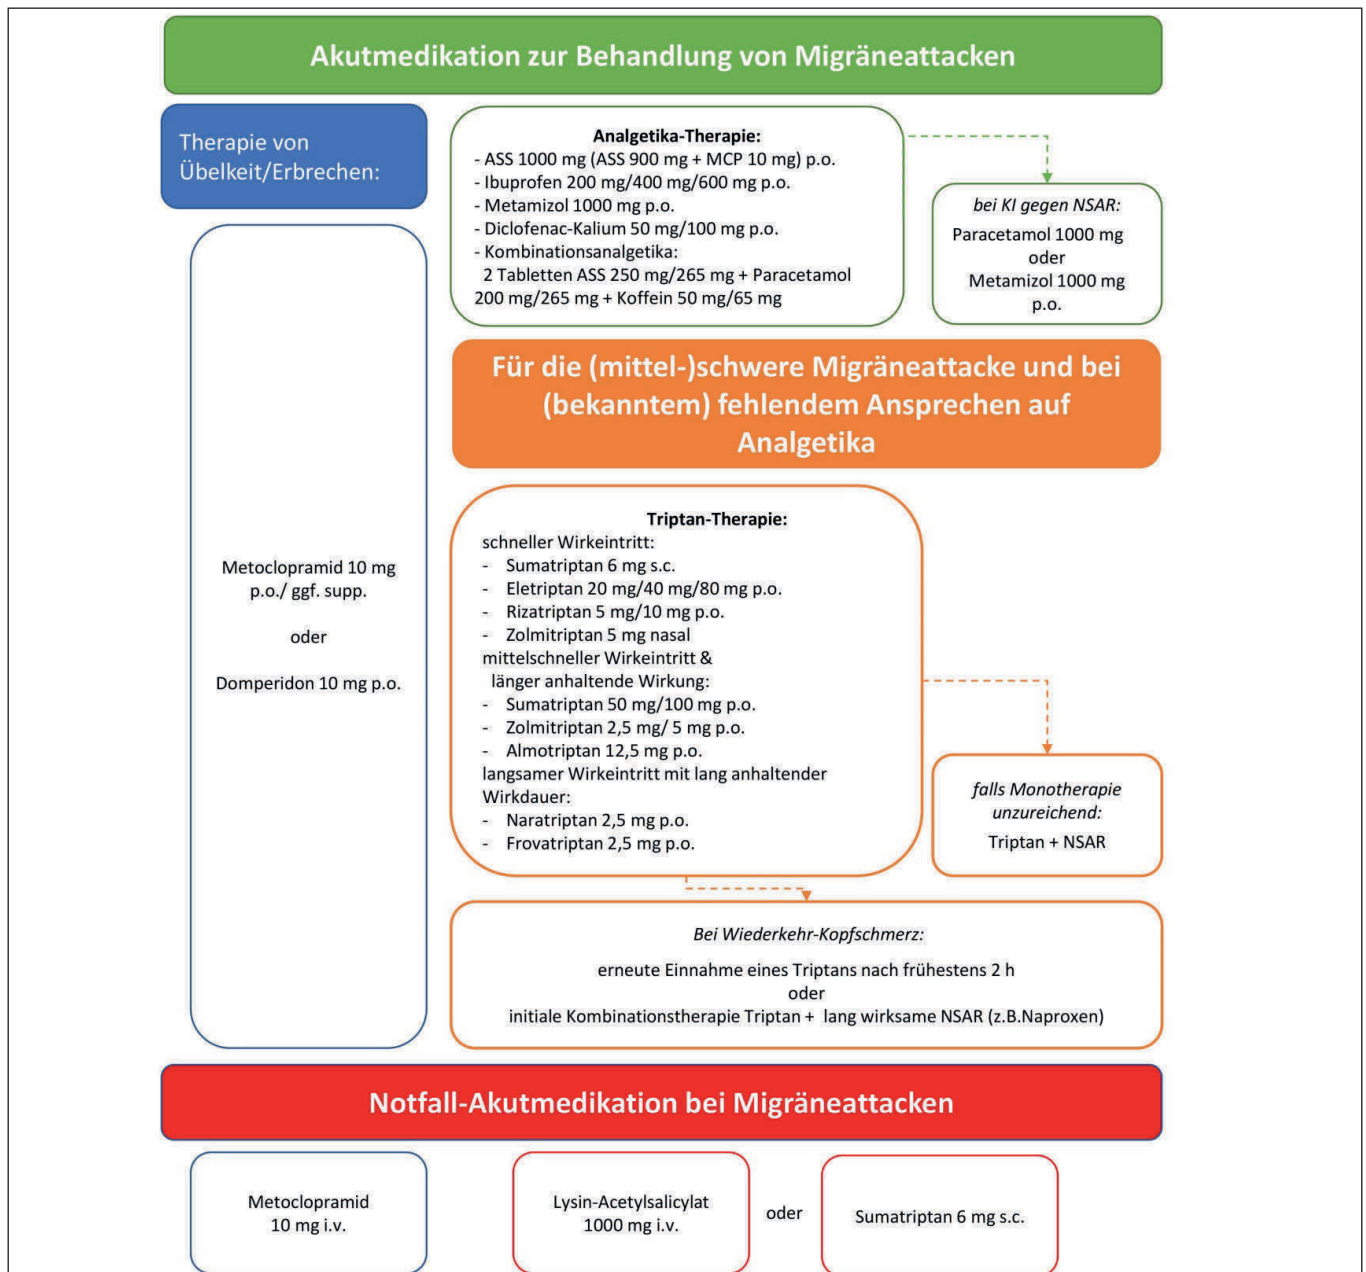 Akutmedikation zur Behandlung von Migräneattacken
Therapie von
Übelkeit/Erbrechen:
Metoclopramid 10 mg
p.o./ ggf. supp.
oder
Domperidon 10 mg p.o.
Analgetika-Therapie:
- ASS 1000 mg (ASS 900 mg + MCP 10 mg) p.o.
- Ibuprofen 200 mg/400 mg/600 mg p.o.
- Metamizol 1000 mg p.o.
- Diclofenac-Kalium 50 mg/100 mg p.o.
- Kombinationsanalgetika:
2 Tabletten ASS 250 mg/265 mg + Paracetamol
200 mg/265 mg + Koffein 50 mg/65 mg
bei KI gegen NSAR:
Paracetamol 1000 mg
oder
Metamizol 1000 mg
p.o.
Für die (mittel-)schwere Migräneattacke und bei
(bekanntem) fehlendem Ansprechen auf
Analgetika
Triptan-Therapie:
schneller Wirkeintritt:
- Sumatriptan 6 mg s.c.
- Eletriptan 20 mg/40 mg/80 mg p.o.
- Rizatriptan 5 mg/10 mg p.o.
- Zolmitriptan 5 mg nasal
mittelschneller Wirkeintritt &
länger anhaltende Wirkung:
- Sumatriptan 50 mg/100 mg p.o.
- Zolmitriptan 2,5 mg/ 5 mg p.o.
- Almotriptan 12,5 mg p.o.
langsamer Wirkeintritt mit lang anhaltender
Wirkdauer:
- Naratriptan 2,5 mg p.o.
- Frovatriptan 2,5 mg p.o.
falls Monotherapie
unzureichend:
Triptan + NSAR
Bei Wiederkehr-Kopfschmerz:
erneute Einnahme eines Triptans nach frühestens 2 h
oder
initiale Kombinationstherapie Triptan + lang wirksame NSAR (z.B.Naproxen)
Notfall-Akutmedikation bei Migräneattacken
Metoclopramid
10 mg i.v.
Lysin-Acetylsalicylat
1000 mg i.v.
oder
Sumatriptan 6 mg s.c.